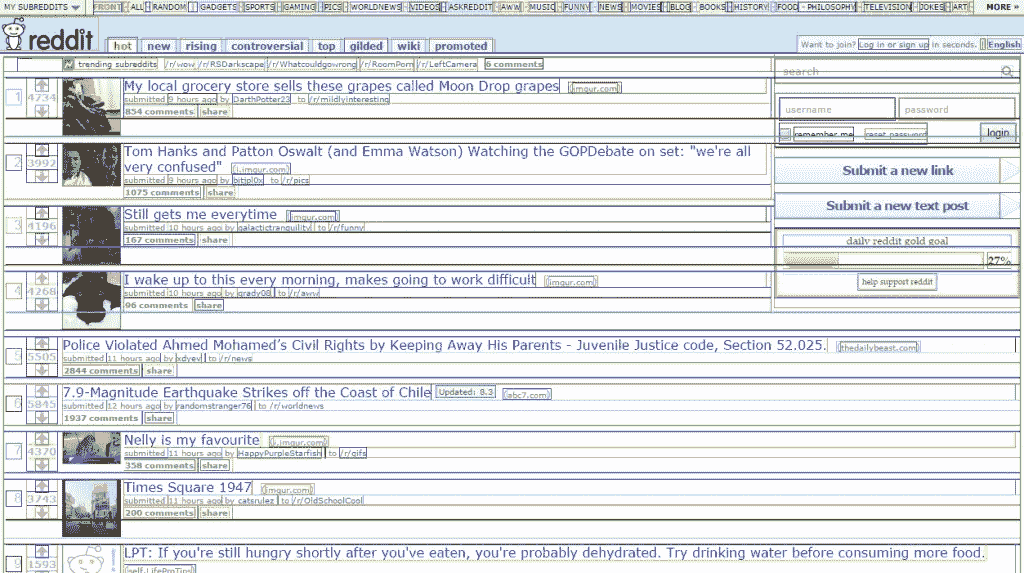 MY SUBREDDITS FRONT ALL RANDOM GADGETS SPORTS GAMING PICS WORLDNEWS VIDEOS ASKREDDIT AWW MUSIC FUNNY NEWS MOVIES BLOG BOOKS HISTORY FOOD PHILOSOPHY TELEVISION JOKES ART MORE »
reddit hot new rising controversial top gilded wiki promoted
Want to join? Log in or sign up in seconds. English
trending subreddits /r/wow /r/RSDarkscape /r/Whatcouldgowrong /r/RoomPorn /r/LeftCamera 6 comments
1
4734
My local grocery store sells these grapes called Moon Drop grapes (imgur.com)
submitted 9 hours ago by DarthPotter23 to /r/mildlyinteresting
854 comments share
2
3992
Tom Hanks and Patton Oswalt (and Emma Watson) Watching the GOPDebate on set: "we're all
very confused" (i.imgur.com)
submitted 9 hours ago by bitjpl0x to /r/pics
1075 comments share
3
4196
Still gets me everytime (imgur.com)
submitted 10 hours ago by galactictranquility to /r/funny
167 comments share
4
4268
I wake up to this every morning, makes going to work difficult (imgur.com)
submitted 10 hours ago by grady08 to /r/aww
96 comments share
5
5505
Police Violated Ahmed Mohamed's Civil Rights by Keeping Away His Parents - Juvenile Justice code, Section 52.025. (thedailybeast.com)
submitted 11 hours ago by lxdyev to /r/news
2844 comments share
6
5845
7.9-Magnitude Earthquake Strikes off the Coast of Chile Updated: 8.3 (abc7.com)
submitted 12 hours ago by randomstranger76 to /r/worldnews
1937 comments share
7
4370
Nelly is my favourite (i.imgur.com)
submitted 11 hours ago by HappyPurpleStarfish to /r/gifs
358 comments share
8
3743
Times Square 1947 (imgur.com)
submitted 11 hours ago by catsrulez to /r/OldSchoolCool
200 comments share
9
1593
LPT: If you're still hungry shortly after you've eaten, you're probably dehydrated. Try drinking water before consuming more food.
(self.LifeProTips)
search
username password
remember me reset password login
Submit a new link
Submit a new text post
daily reddit gold goal
27%
help support reddit